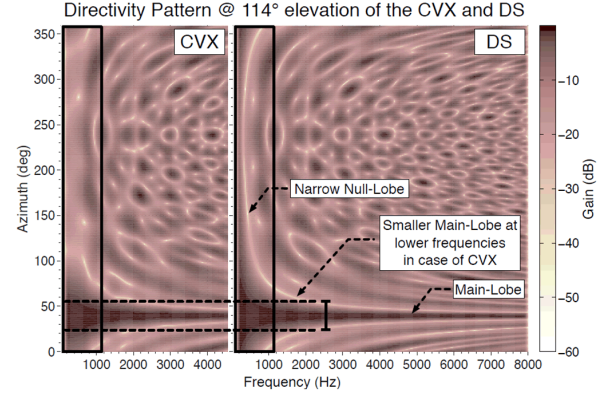 Directivity Pattern @ 114° elevation of the CVX and DS
CVX
DS
350
300
250
200
150
100
50
0
Azimuth (deg)
Narrow Null-Lobe
Smaller Main-Lobe at
lower frequencies
in case of CVX
Main-Lobe
1000 2000 3000 4000
1000 2000 3000 4000 5000 6000 7000 8000
Frequency (Hz)
−10
−20
−30
−40
−50
−60
Gain (dB)